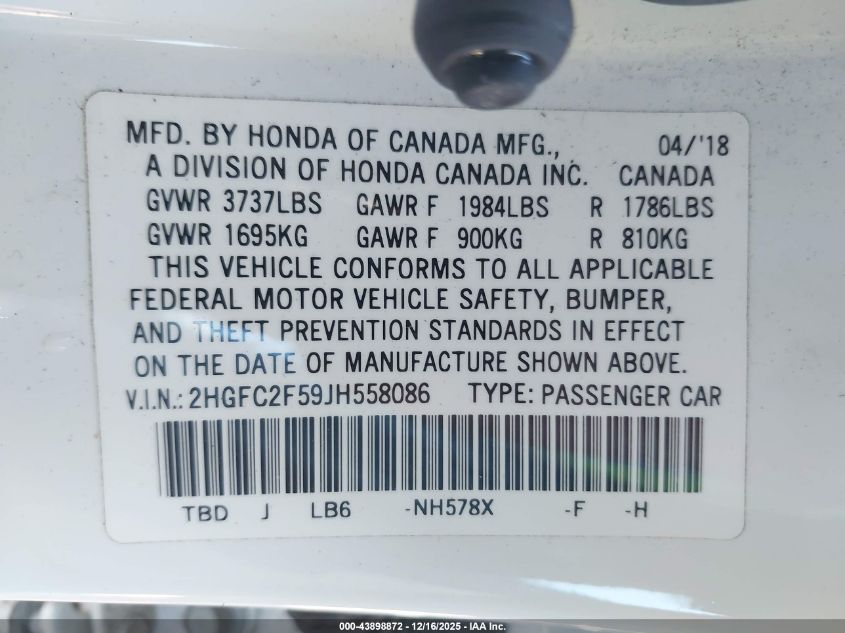 MFD. BY HONDA OF CANADA MFG., 04/'18
A DIVISION OF HONDA CANADA INC. CANADA
GVWR 3737LBS GAWR F 1984LBS R 1786LBS
GVWR 1695KG GAWR F 900KG R 810KG
THIS VEHICLE CONFORMS TO ALL APPLICABLE
FEDERAL MOTOR VEHICLE SAFETY, BUMPER,
AND THEFT PREVENTION STANDARDS IN EFFECT
ON THE DATE OF MANUFACTURE SHOWN ABOVE.
V.I.N.: 2HGFC2F59JH558086 TYPE: PASSENGER CAR
TBD J LB6 -NH578X -F -H
000-43898872 - 12/16/2025 - IAA Inc.